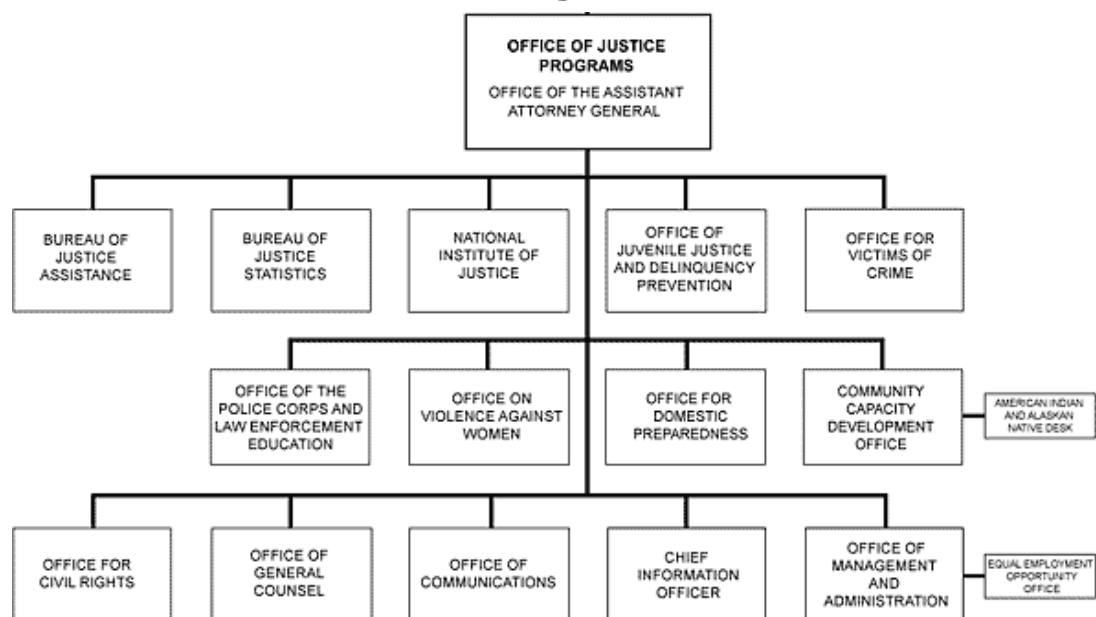 OFFICE OF JUSTICE
PROGRAMS
OFFICE OF THE ASSISTANT
ATTORNEY GENERAL
BUREAU OF
JUSTICE
ASSISTANCE
BUREAU OF
JUSTICE
STATISTICS
NATIONAL
INSTITUTE OF
JUSTICE
OFFICE OF
JUVENILE JUSTICE
AND DELINQUENCY
PREVENTION
OFFICE FOR
VICTIMS OF
CRIME
OFFICE OF THE
POLICE CORPS AND
LAW ENFORCEMENT
EDUCATION
OFFICE ON
VIOLENCE AGAINST
WOMEN
OFFICE FOR
DOMESTIC
PREPAREDNESS
COMMUNITY
CAPACITY
DEVELOPMENT
OFFICE
AMERICAN INDIAN
AND ALASKAN
NATIVE DESK
OFFICE FOR
CIVIL RIGHTS
OFFICE OF
GENERAL
COUNSEL
OFFICE OF
COMMUNICATIONS
CHIEF
INFORMATION
OFFICER
OFFICE OF
MANAGEMENT
AND
ADMINISTRATION
EQUAL EMPLOYMENT
OPPORTUNITY
OFFICE